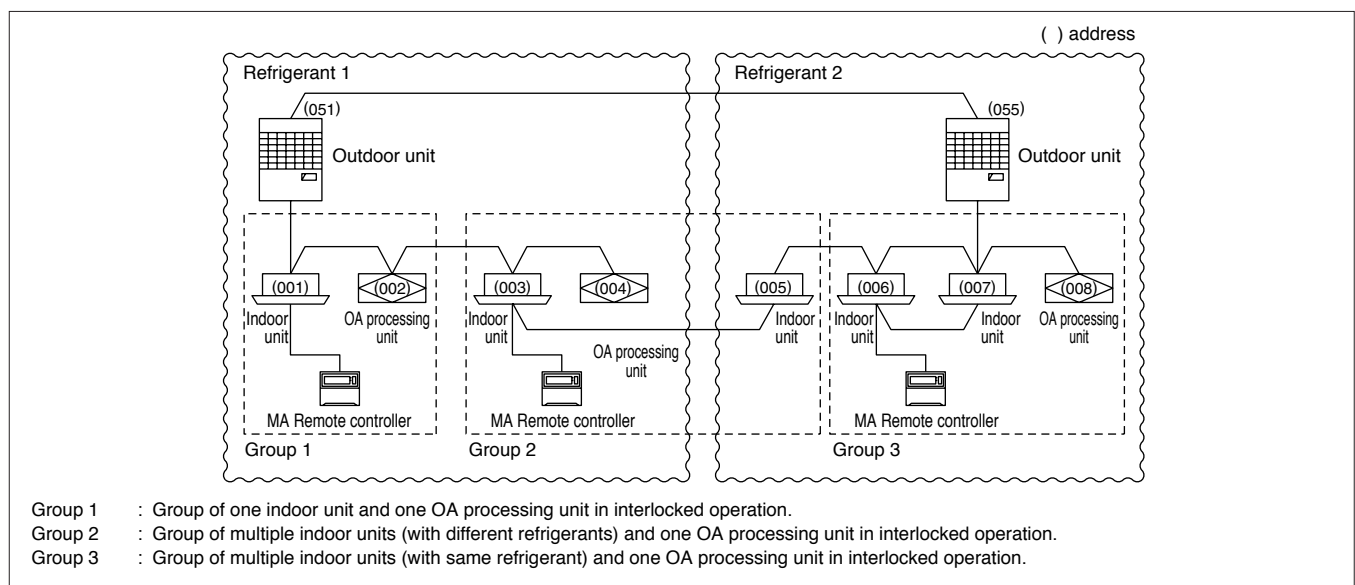 ( ) address
Refrigerant 1
Refrigerant 2
(051)
(055)
Outdoor unit
Outdoor unit
(001)
(002)
(003)
(004)
(005)
(006)
(007)
(008)
Indoor
unit
OA processing
unit
Indoor
unit
OA processing
unit
Indoor
unit
Indoor
unit
Indoor
unit
OA processing
unit
MA Remote controller
MA Remote controller
MA Remote controller
Group 1
Group 2
Group 3
Group 1 : Group of one indoor unit and one OA processing unit in interlocked operation.
Group 2 : Group of multiple indoor units (with different refrigerants) and one OA processing unit in interlocked operation.
Group 3 : Group of multiple indoor units (with same refrigerant) and one OA processing unit in interlocked operation.